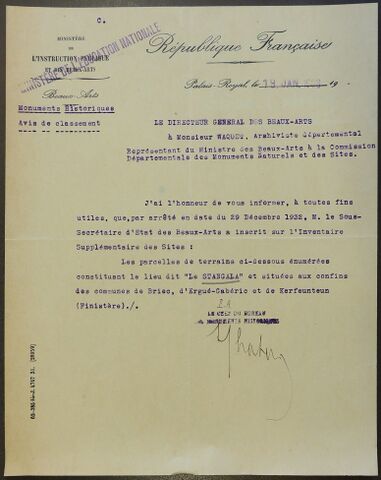 C.
MINISTÈRE
DE
L'INSTRUCTION PUBLIQUE
ET DES BEAUX-ARTS
MINISTÈRE DE L'ÉDUCATION NATIONALE
Beaux-Arts
République Française
Palais-Royal, le 19 JAN 19
Monuments Historiques
Avis de classement
LE DIRECTEUR GENERAL DES BEAUX-ARTS
à Monsieur WAQUET, Archiviste départemental
Représentant du Ministre des Beaux-Arts à la Commission
Départementale des Monuments Naturels et des Sites.
J'ai l'honneur de vous informer, à toutes fins
utiles, que, par arrêté en date du 29 Décembre 1932, M. le Sous-
Secrétaire d'Etat des Beaux-Arts a inscrit sur l'Inventaire
Supplémentaire des Sites :
Les parcelles de terrains ci-dessous énumérées
constituant le lieu dit "Le STANGALA" et situées aux confins
des communes de Briec, d'Ergué-Gabéric et de Kerfeunteun
(Finistère)./.
LE CHEF DU BUREAU
MONUMENTS HISTORIQUES